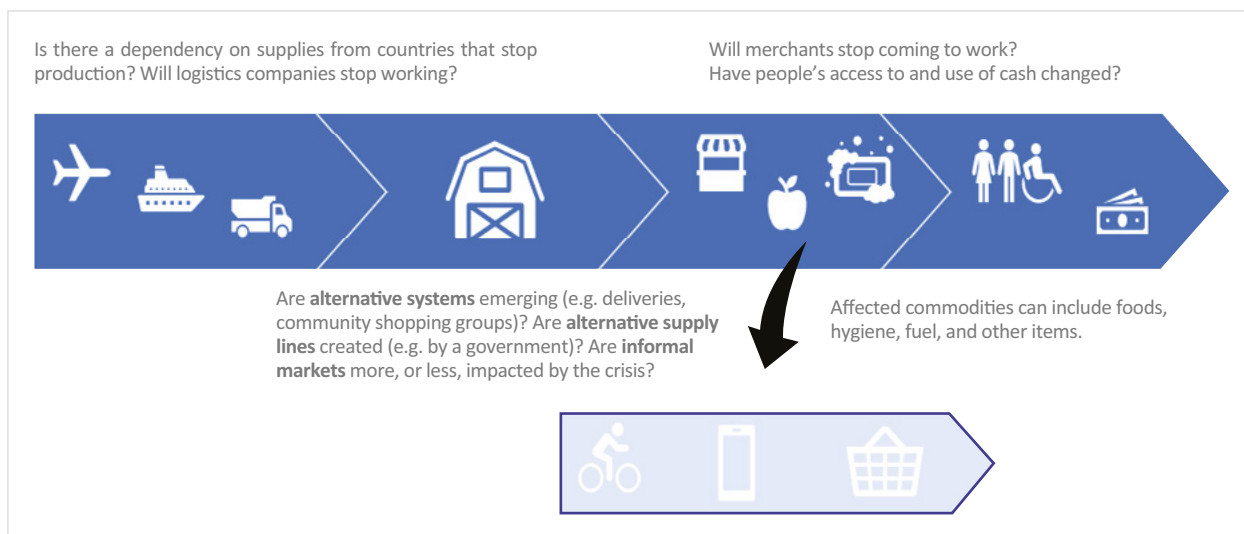 Is there a dependency on supplies from countries that stop
production? Will logistics companies stop working?
Will merchants stop coming to work?
Have people's access to and use of cash changed?
Are alternative systems emerging (e.g. deliveries,
community shopping groups)? Are alternative supply
lines created (e.g. by a government)? Are informal
markets more, or less, impacted by the crisis?
Affected commodities can include foods,
hygiene, fuel, and other items.